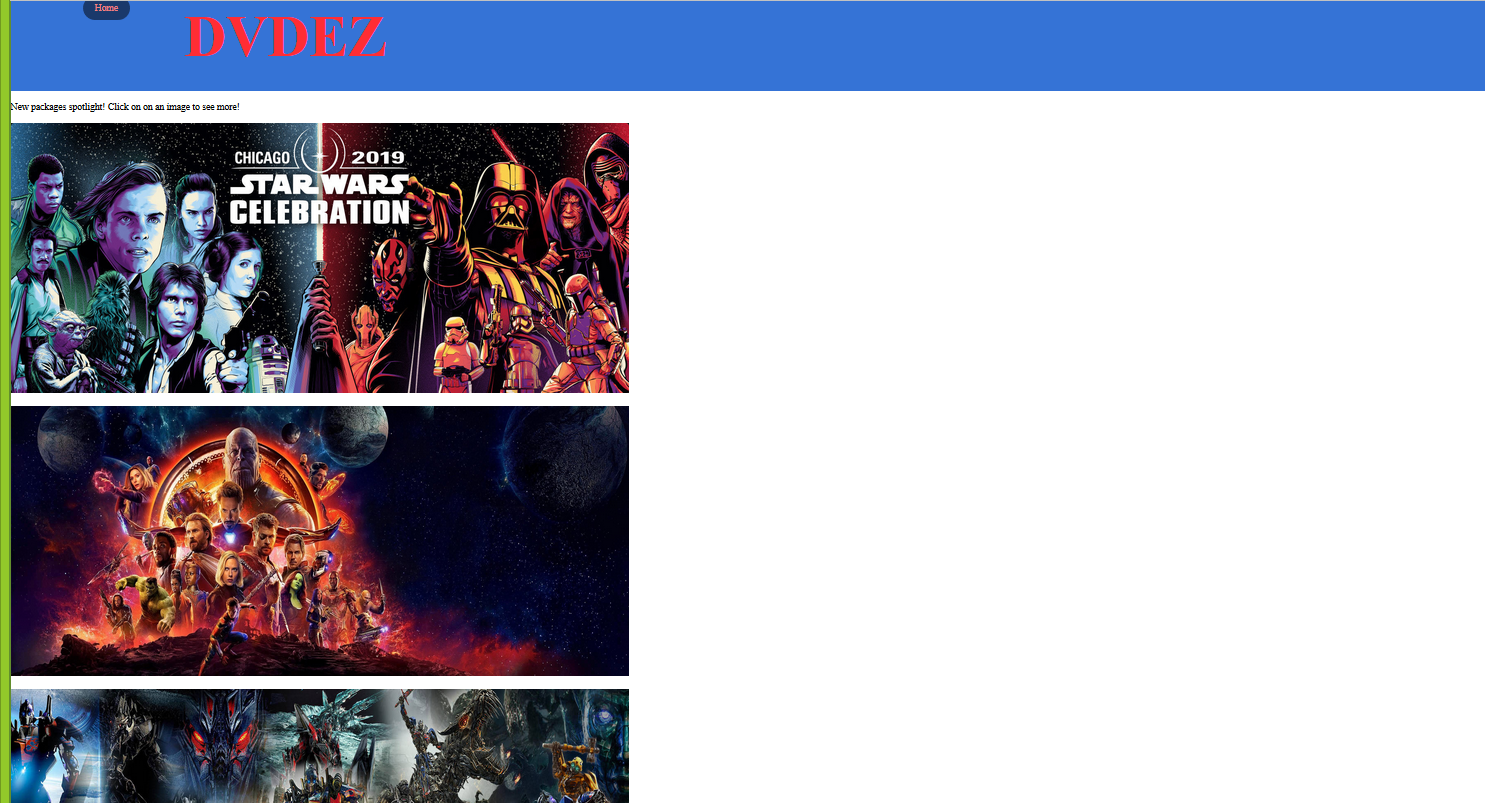 Home
DVDEZ
New packages spotlight! Click on on an image to see more!
CHICAGO 2019
STAR WARS
CELEBRATION